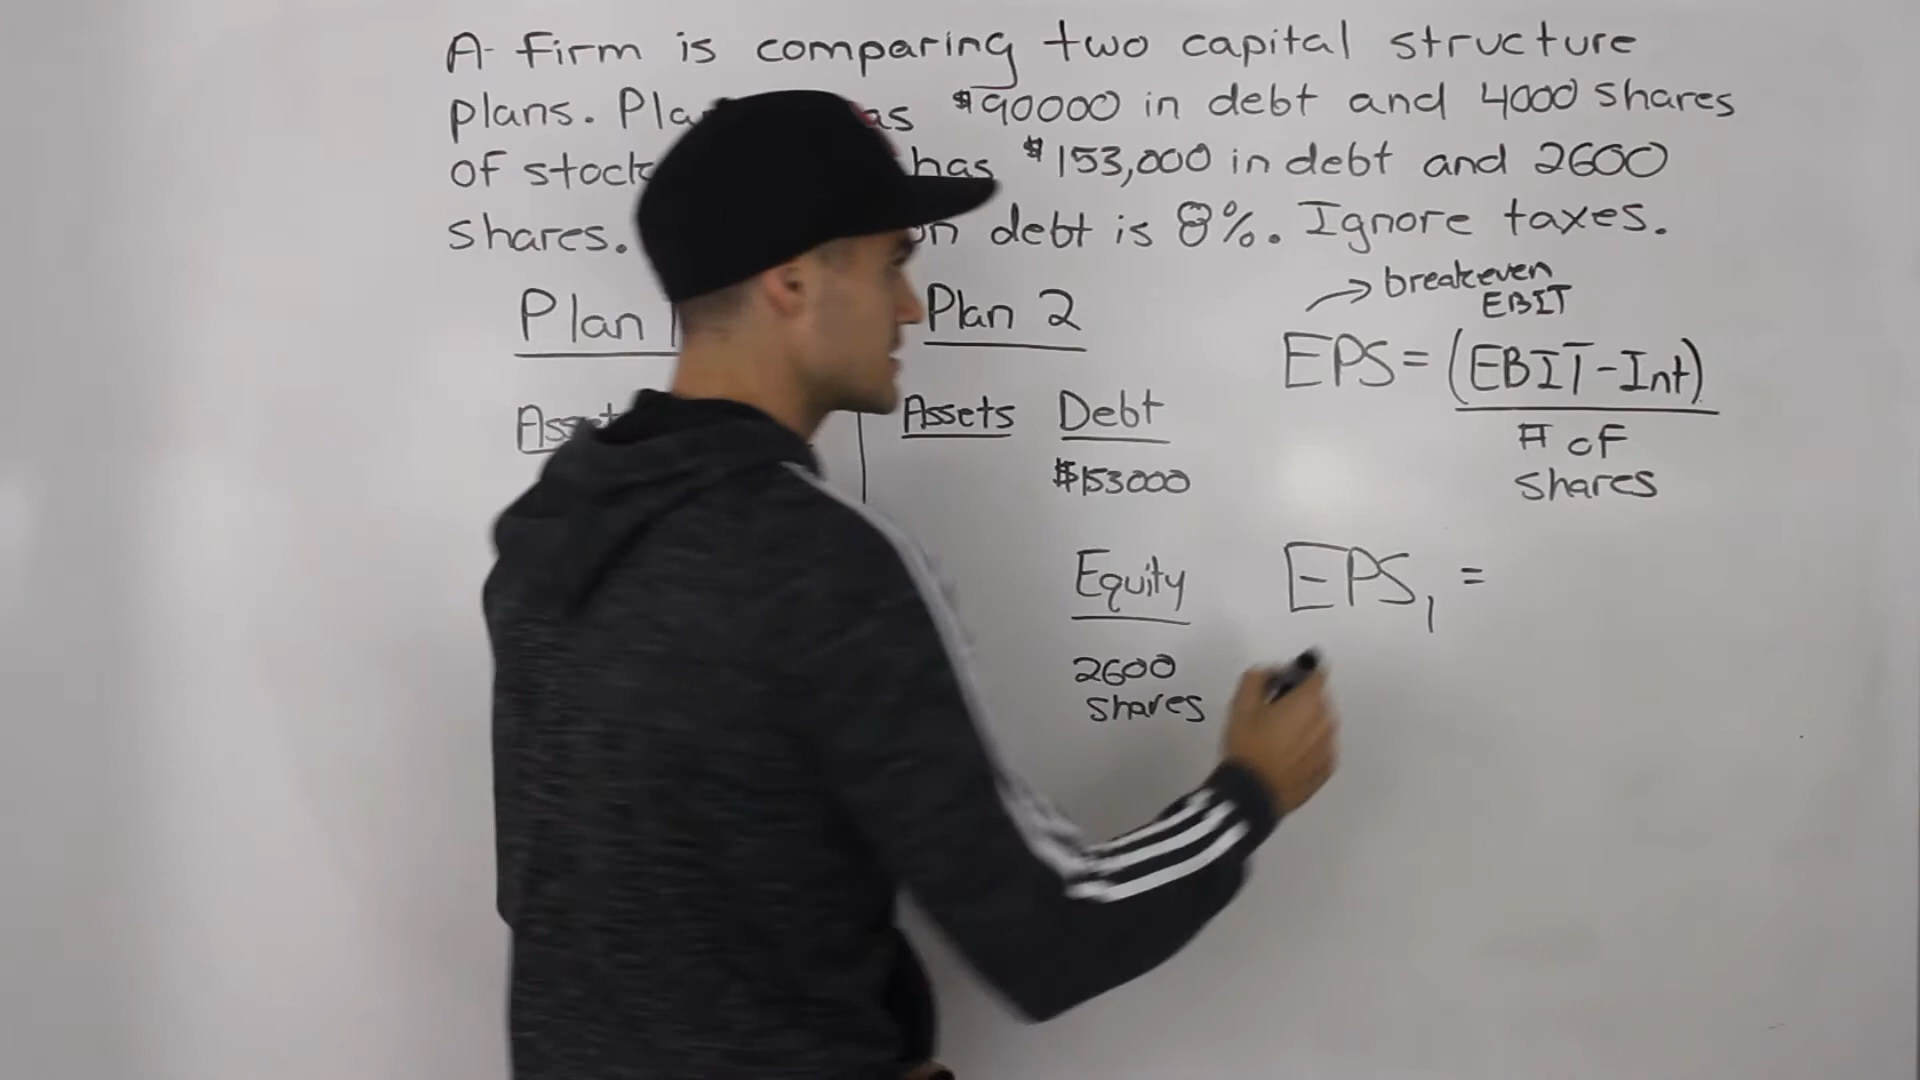 A firm is comparing two capital structure
plans. as $90000 in debt and 4000 shares
of stock has $153,000 in debt and 2600
shares. on debt is 8%. Ignore taxes.
Plan 1 Plan 2
→ breakeven
EBIT
EPS = (EBIT - Int)
# of
shares
Assets Debt
$153000
Equity
2600
shares
EPS₁ =